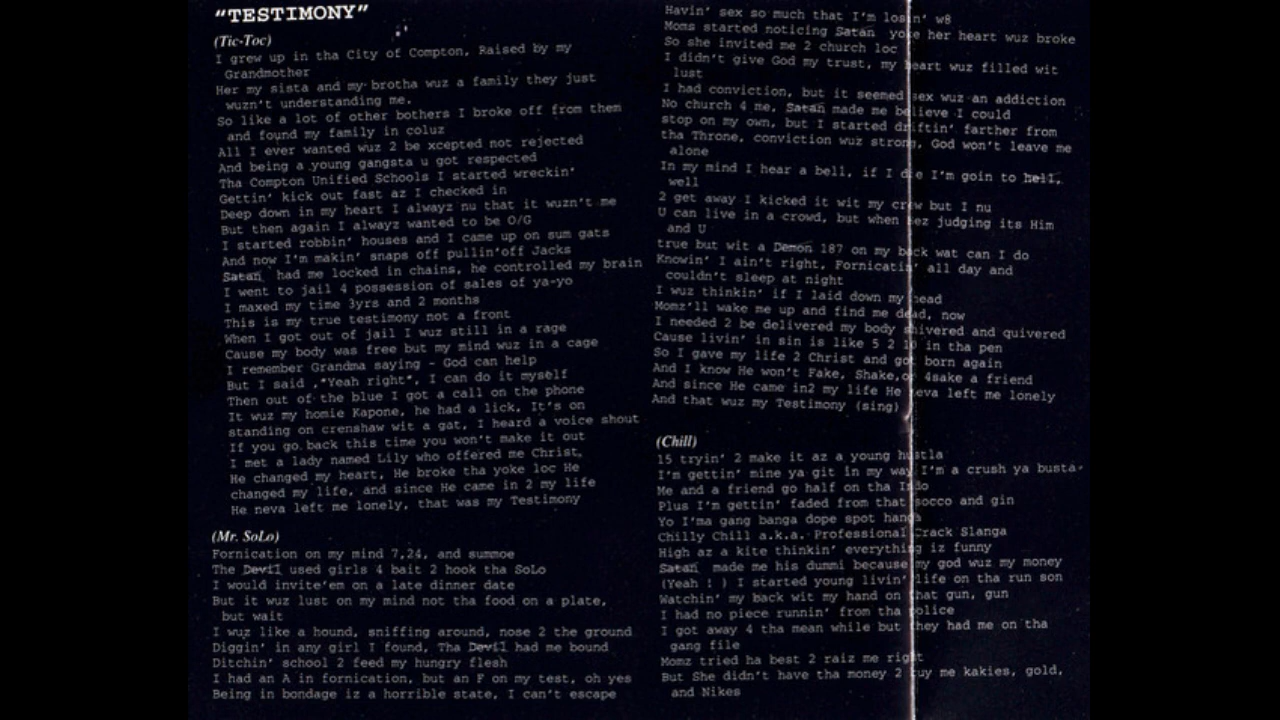 "TESTIMONY"
(Tic-Toc)
I grew up in tha City of Compton, Raised by my
Grandmother
Her my sista and my brotha wuz a family they just
wuzn't understanding me,
So like a lot of other bothers I broke off from them
and found my family in coluz
All I ever wanted wuz 2 be xcepted not rejected
And being a young gangsta u got respected
Tha Compton Unified Schools I started wreckin'
Gettin' kick out fast az I checked in
Deep down in my heart I alwayz nu that it wuzn't me
But then again I alwayz wanted to be O/G
I started robbin' houses and I came up on sum gats
And now I'm makin' snaps off pullin'off Jacks
Satan had me locked in chains, he controlled my brain
I went to jail 4 possession of sales of ya-yo
I maxed my time 3yrs and 2 months
This is my true testimony not a front
When I got out of jail I wuz still in a rage
Cause my body was free but my mind wuz in a cage
I remember Grandma saying - God can help
But I said ,"Yeah right", I can do it myself
Then out of the blue I got a call on the phone
It wuz my homie Kapone, he had a lick, It's on
standing on crenshaw wit a gat, I heard a voice shout
If you go back this time you won't make it out
I met a lady named Lily who offered me Christ,
He changed my heart, He broke tha yoke loc He
changed my life, and since He came in 2 my life
He neva left me lonely, that was my Testimony
(Mr. SoLo)
Fornication on my mind 7,24, and summoe
The Devil used girls 4 bait 2 hook tha SoLo
I would invite'em on a late dinner date
But it wuz lust on my mind not tha food on a plate,
but wait
I wuz like a hound, sniffing around, nose 2 the ground
Diggin' in any girl I found, Tha Devil had me bound
Ditchin' school 2 feed my hungry flesh
I had an A in fornication, but an F on my test, oh yes
Being in bondage iz a horrible state, I can't escape
Havin' sex so much that I'm losin' w8
Moms started noticing Satan yoke her heart wuz broke
So she invited me 2 church loc
I didn't give God my trust, my heart wuz filled wit
lust
I had conviction, but it seemed sex wuz an addiction
No church 4 me, Satan made me believe I could
stop on my own, but I started driftin' farther from
tha Throne, conviction wuz strong, God won't leave me
alone
In my mind I hear a bell, if I die I'm goin to hell,
well
2 get away I kicked it wit my crew but I nu
U can live in a crowd, but when Hez judging its Him
and U
true but wit a Demon 187 on my back wat can I do
Knowin' I ain't right, Fornicatin' all day and
couldn't sleep at night
I wuz thinkin' if I laid down my head
Momz'll wake me up and find me dead, now
I needed 2 be delivered my body shivered and quivered
Cause livin' in sin is like 5 2 10 in tha pen
So I gave my life 2 Christ and got born again
And I know He won't Fake, Shake,or 4sake a friend
And since He came in2 my life He neva left me lonely
And that wuz my Testimony (sing)
(Chill)
15 tryin' 2 make it az a young hustla
I'm gettin' mine ya git in my way I'm a crush ya busta-
Me and a friend go half on tha Indo
Plus I'm gettin' faded from that socco and gin
Yo I'ma gang banga dope spot hanga
Chilly Chill a.k.a. Professional Crack Slanga
High az a kite thinkin' everything iz funny
Satan made me his dummi because my god wuz my money
(Yeah ! ) I started young livin' life on tha run son
Watchin' my back wit my hand on that gun, gun
I had no piece runnin' from tha police
I got away 4 tha mean while but they had me on tha
gang file
Momz tried ha best 2 raiz me right
But She didn't have tha money 2 buy me kakies, gold,
and Nikes